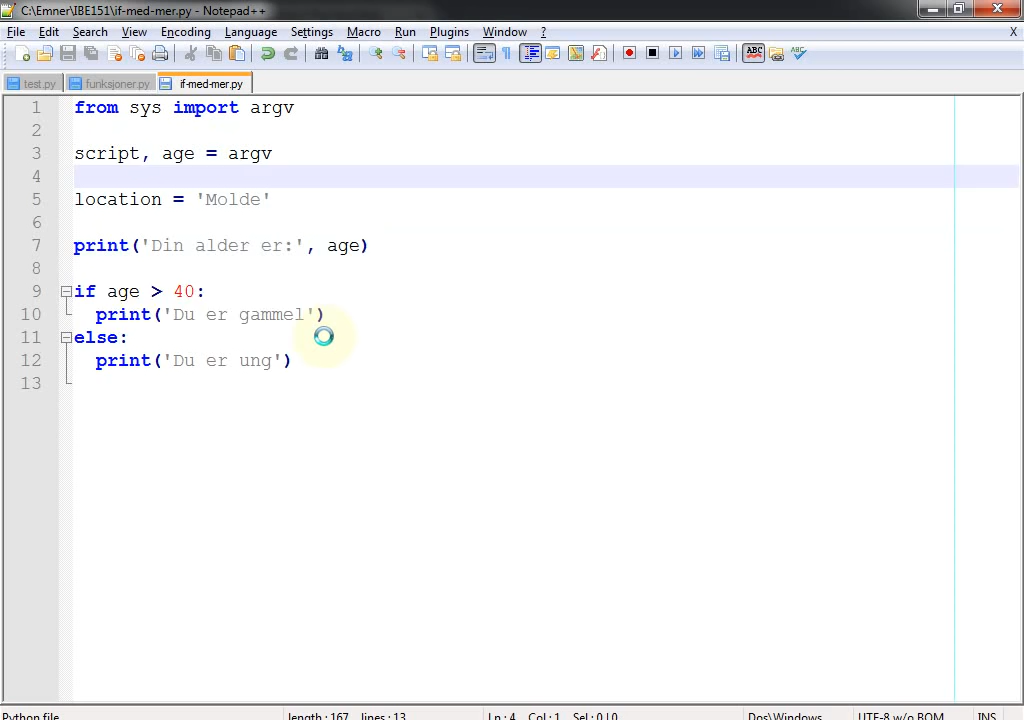 C:\Emner\IBE151\if-med-mer.py - Notepad++
File Edit Search View Encoding Language Settings Macro Run Plugins Window ? X
test.py funksjoner.py if-med-mer.py
1 from sys import argv
2
3 script, age = argv
4
5 location = 'Molde'
6
7 print('Din alder er:', age)
8
9 if age > 40:
10 print('Du er gammel')
11 else:
12 print('Du er ung')
13
Python file length : 167 lines : 13 Ln : 4 Col : 1 Sel : 0 | 0 Dos\Windows UTF-8 w/o BOM INS